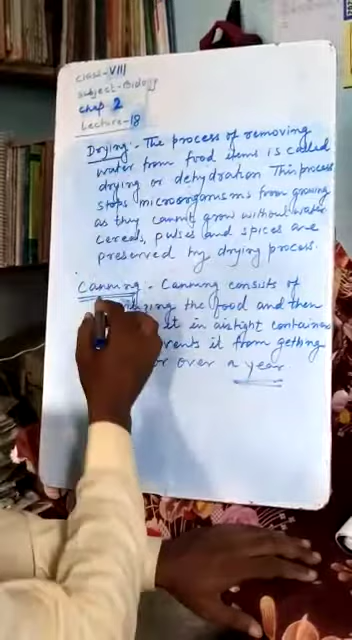 class-VIII
Subject-Biology
Chap 2
Lecture-18
Drying - The process of removing
water from food items is called
drying or dehydration This process
stops microorganisms from growing
as they cannot grow without water
Cereals, pulses and spices are
preserved by drying process.
Canning - Canning consists of
the food and then
it in airtight containers
it from getting
over a year